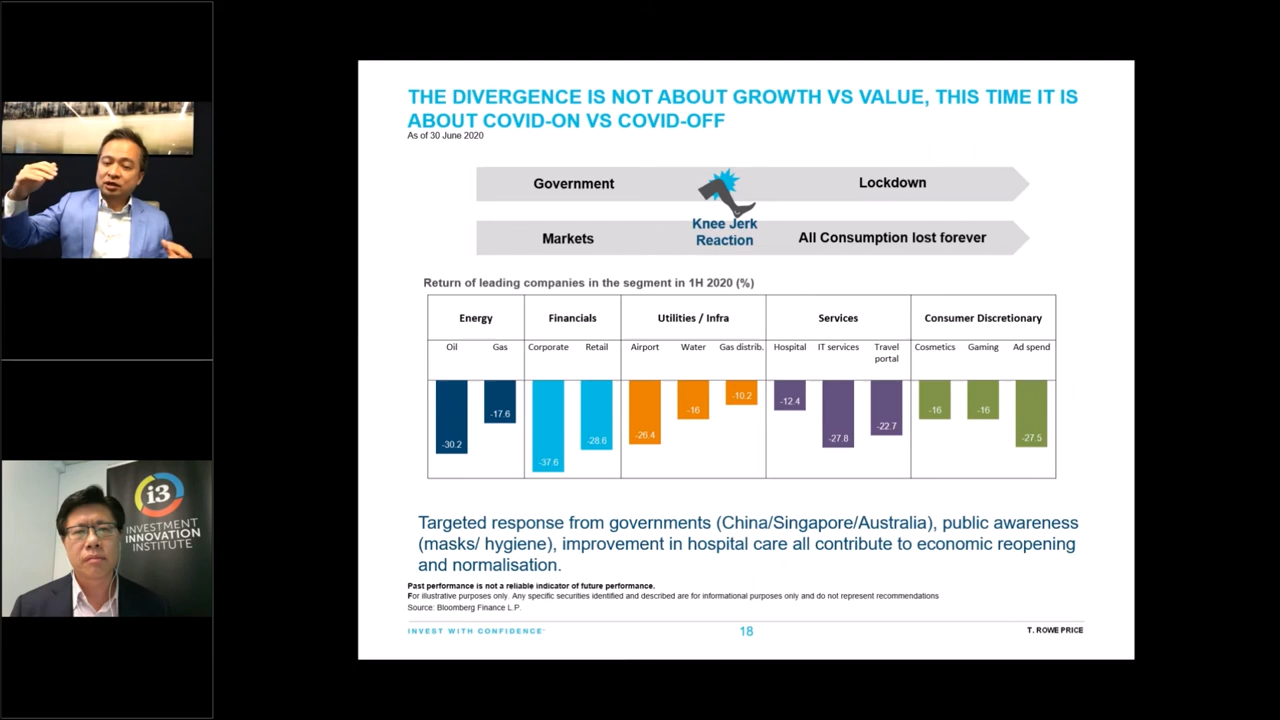 i3
INVESTMENT
INNOVATION
INSTITUTE
THE DIVERGENCE IS NOT ABOUT GROWTH VS VALUE, THIS TIME IT IS
ABOUT COVID-ON VS COVID-OFF
As of 30 June 2020
Government
Lockdown
Knee Jerk
Reaction
Markets
All Consumption lost forever
Return of leading companies in the segment in 1H 2020 (%)
Energy Financials Utilities / Infra Services Consumer Discretionary
Oil Gas Corporate Retail Airport Water Gas distrib. Hospital IT services Travel portal Cosmetics Gaming Ad spend
-30.2 -17.6 -37.6 -28.6 -26.4 -16 -10.2 -12.4 -27.8 -22.7 -16 -16 -27.5
Targeted response from governments (China/Singapore/Australia), public awareness
(masks/ hygiene), improvement in hospital care all contribute to economic reopening
and normalisation.
Past performance is not a reliable indicator of future performance.
For illustrative purposes only. Any specific securities identified and described are for informational purposes only and do not represent recommendations
Source: Bloomberg Finance L.P.
INVEST WITH CONFIDENCE
18
T. ROWE PRICE